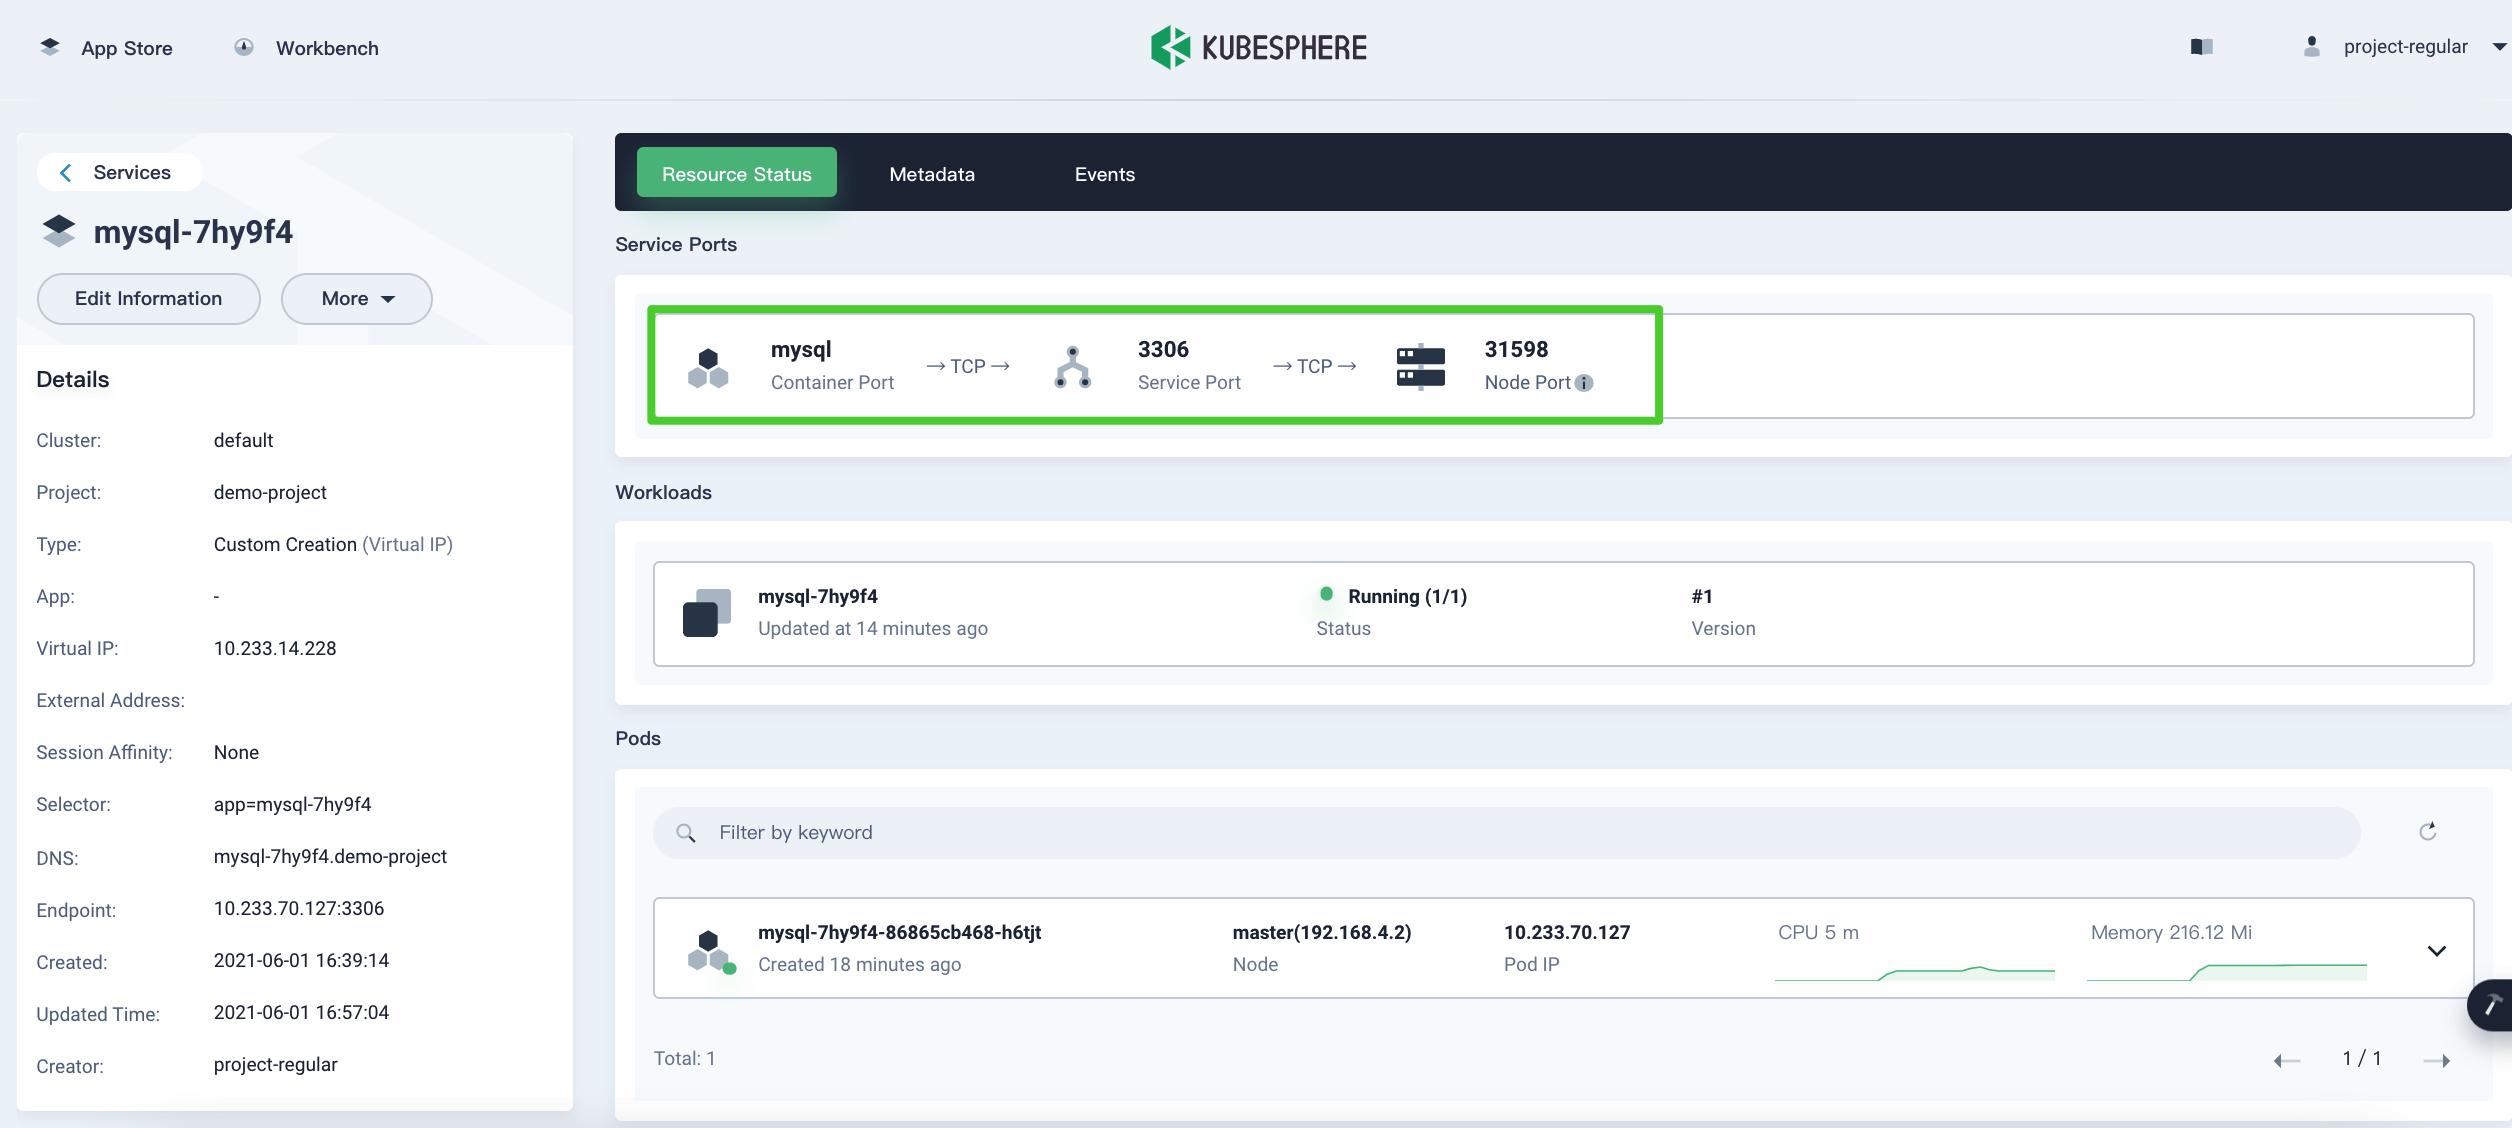 App Store
Workbench
KUBESPHERE
project-regular
Services
mysql-7hy9f4
Edit Information
More
Details
Cluster: default
Project: demo-project
Type: Custom Creation (Virtual IP)
App: -
Virtual IP: 10.233.14.228
External Address:
Session Affinity: None
Selector: app=mysql-7hy9f4
DNS: mysql-7hy9f4.demo-project
Endpoint: 10.233.70.127:3306
Created: 2021-06-01 16:39:14
Updated Time: 2021-06-01 16:57:04
Creator: project-regular
Resource Status
Metadata
Events
Service Ports
mysql
Container Port
→ TCP →
3306
Service Port
→ TCP →
31598
Node Port
Workloads
mysql-7hy9f4
Updated at 14 minutes ago
Running (1/1)
Status
#1
Version
Pods
Filter by keyword
mysql-7hy9f4-86865cb468-h6tjt
Created 18 minutes ago
master(192.168.4.2)
Node
10.233.70.127
Pod IP
CPU 5 m
Memory 216.12 Mi
Total: 1
1 / 1